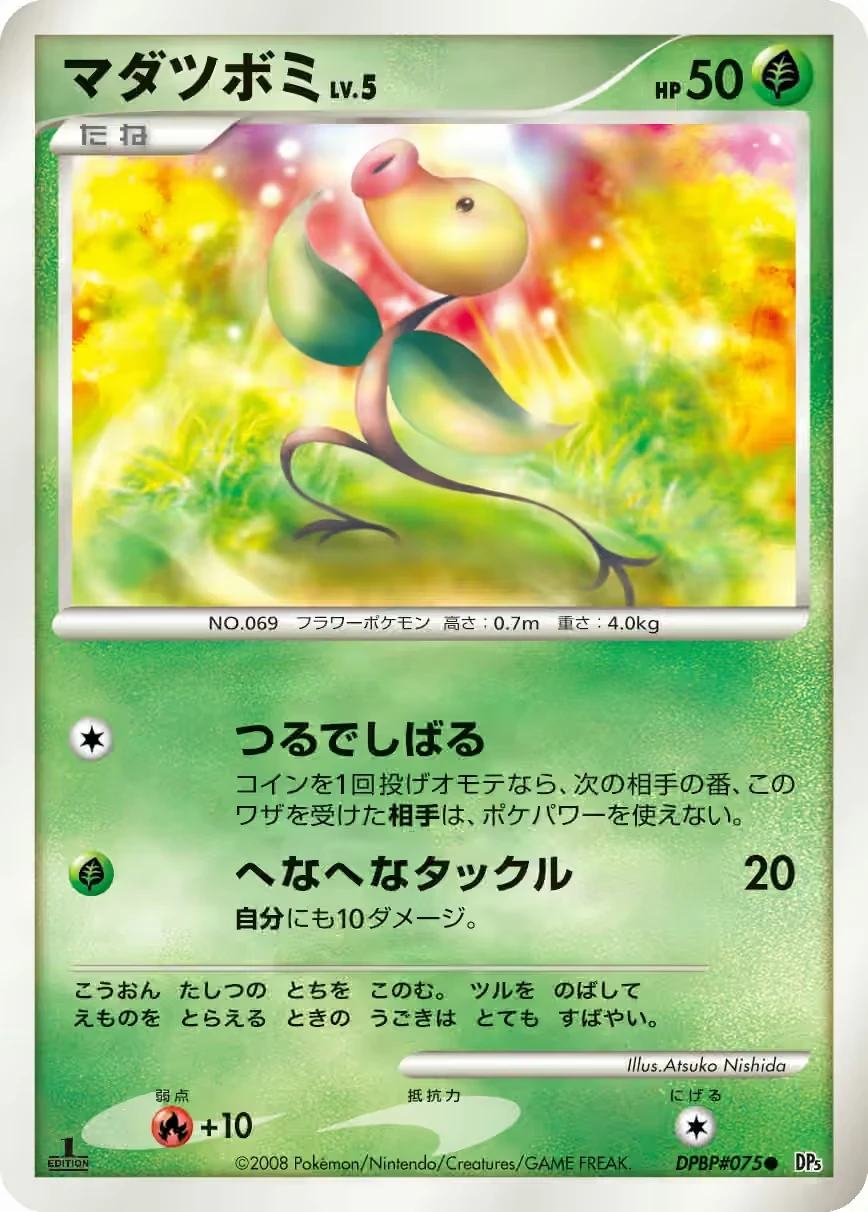 マダツボミ LV.5 HP 50
たね
NO.069 フラワーポケモン 高さ：0.7m 重さ：4.0kg
つるでしばる
コインを1回投げオモテなら、次の相手の番、この
ワザを受けた相手は、ポケパワーを使えない。
へなへなタックル 20
自分にも10ダメージ。
こうおん たしつの とちを このむ。 ツルを のばして
えものを とらえる ときの うごきは とても すばやい。
Illus.Atsuko Nishida
弱点 抵抗力 にげる
+10
1
EDITION
©2008 Pokémon/Nintendo/Creatures/GAME FREAK. DPBP#075● DP5